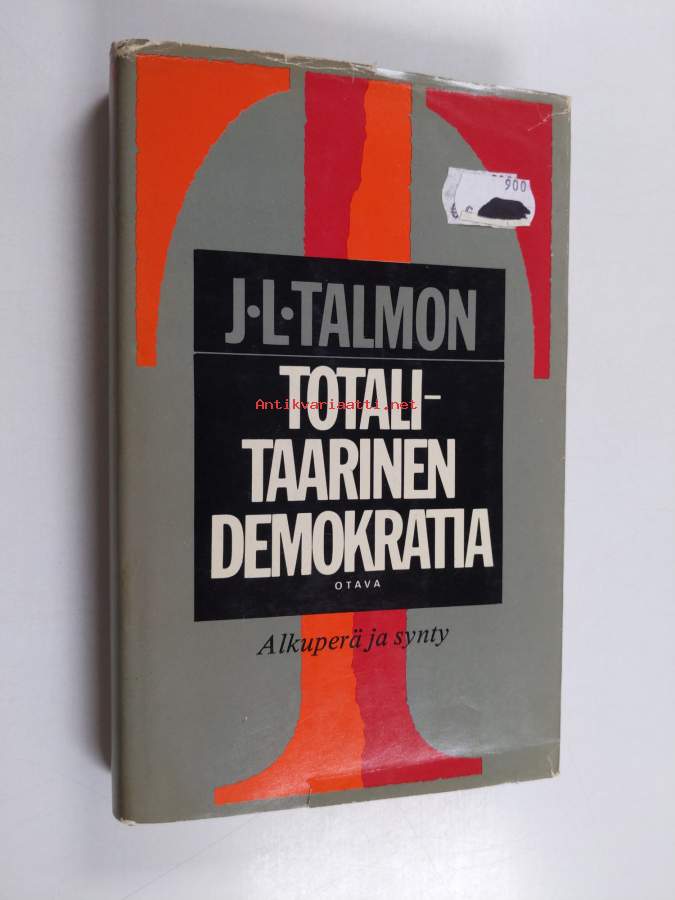 900
J•L•TALMON
TOTALI-
Antikvariaatti.net
TAARINEN
DEMOKRATIA
OTAVA
Alkuperä ja synty